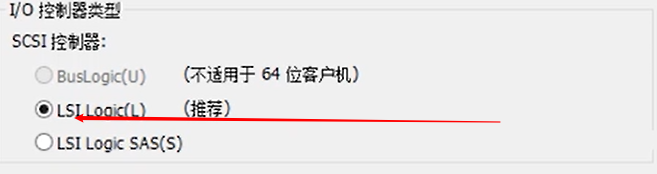 I/O 控制器类型
SCSI 控制器:
BusLogic(U) （不适用于 64 位客户机）
LSI Logic(L) （推荐）
LSI Logic SAS(S)